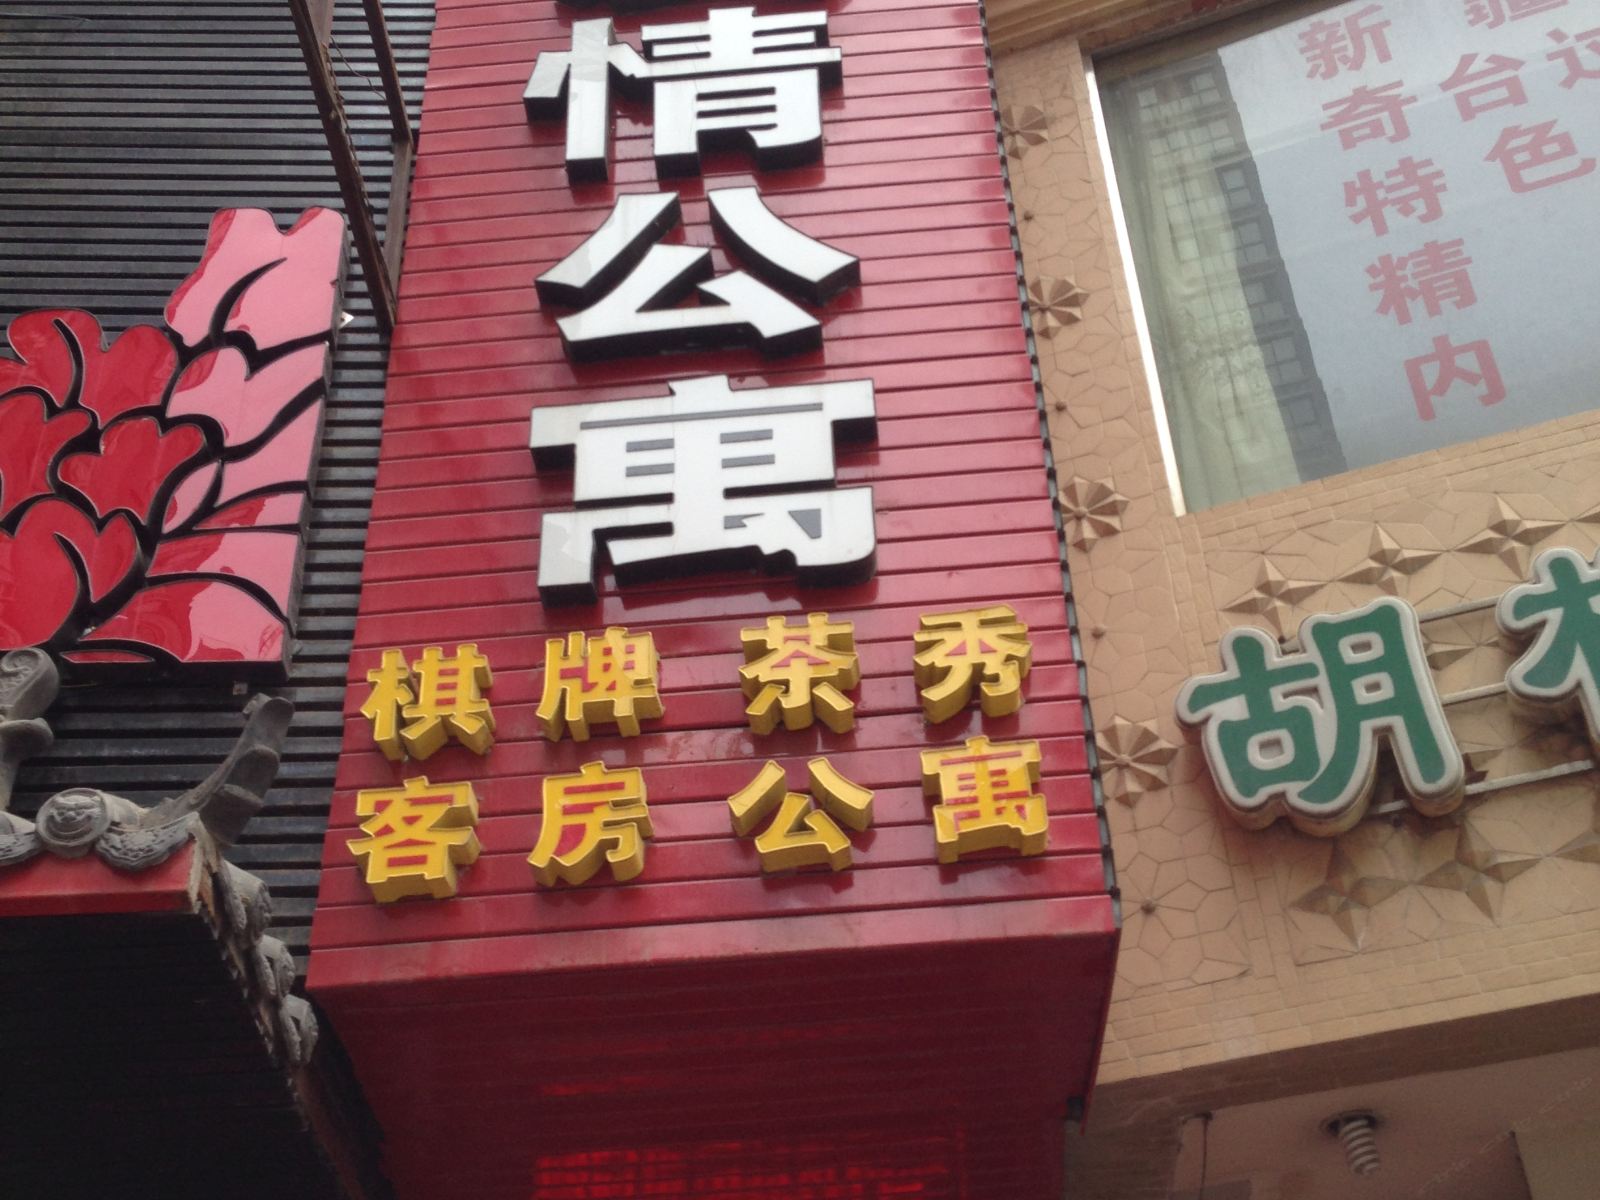 情公寓
棋牌 茶秀
客房公寓
胡
新奇特精内
疆台色